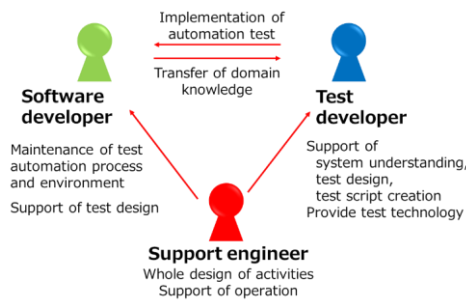 Implementation of
automation test
Transfer of domain
knowledge
Software
developer
Maintenance of test
automation process
and environment
Support of test design
Test
developer
Support of
system understanding,
test design,
test script creation
Provide test technology
Support engineer
Whole design of activities
Support of operation